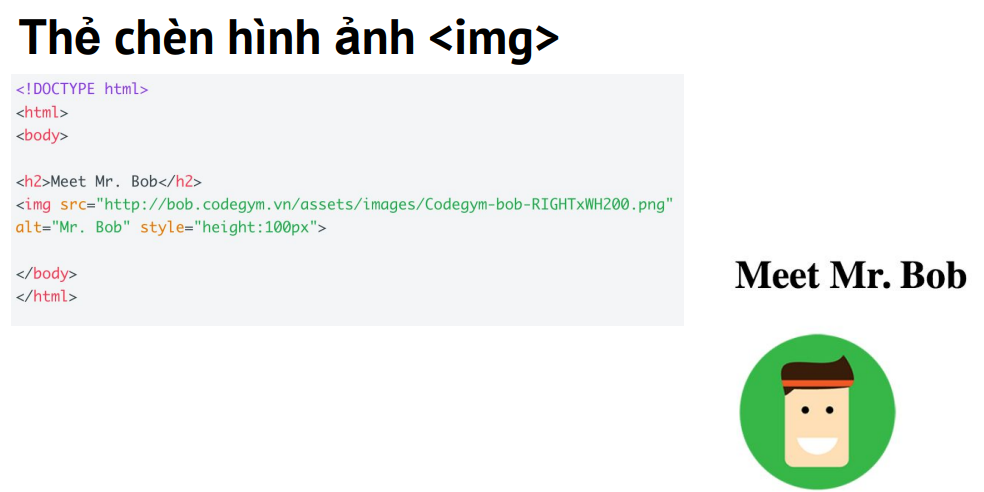 Thẻ chèn hình ảnh <img>
<!DOCTYPE html>
<html>
<body>
<h2>Meet Mr. Bob</h2>
<img src="http://bob.codegym.vn/assets/images/Codegym-bob-RIGHTxWH200.png"
alt="Mr. Bob" style="height:100px">
</body>
</html>
Meet Mr. Bob